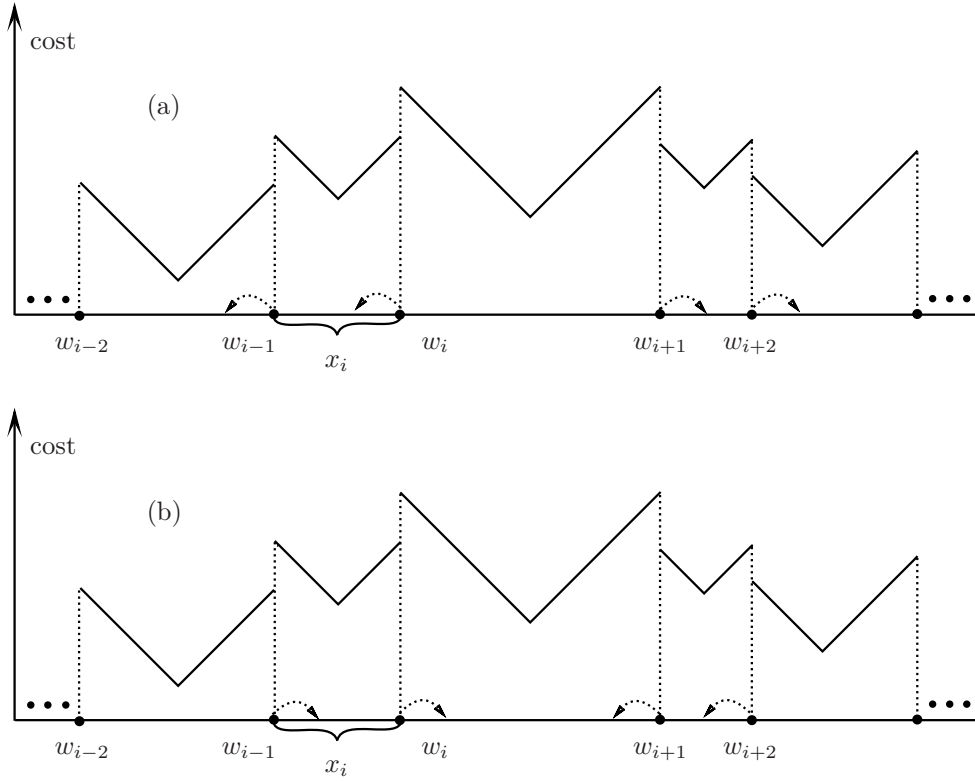 cost
(a)
w_{i−2} w_{i−1} w_i w_{i+1} w_{i+2}
x_i
cost
(b)
w_{i−2} w_{i−1} w_i w_{i+1} w_{i+2}
x_i